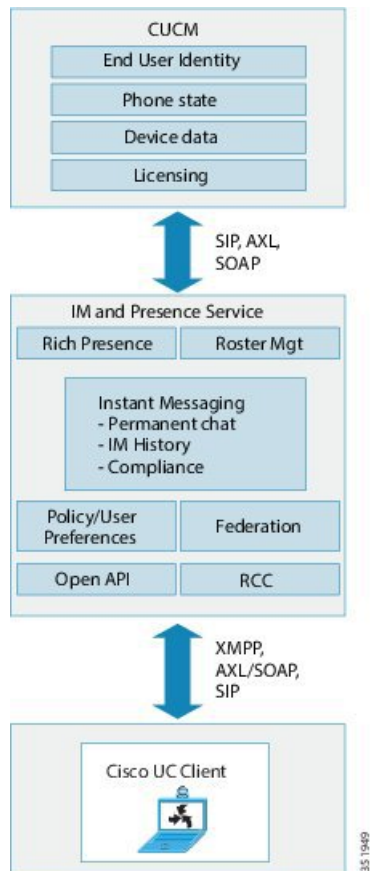 CUCM
End User Identity
Phone state
Device data
Licensing
SIP, AXL,
SOAP
IM and Presence Service
Rich Presence
Roster Mgt
Instant Messaging
- Permanent chat
- IM History
- Compliance
Policy/User
Preferences
Federation
Open API
RCC
XMPP,
AXL/SOAP,
SIP
Cisco UC Client
351949